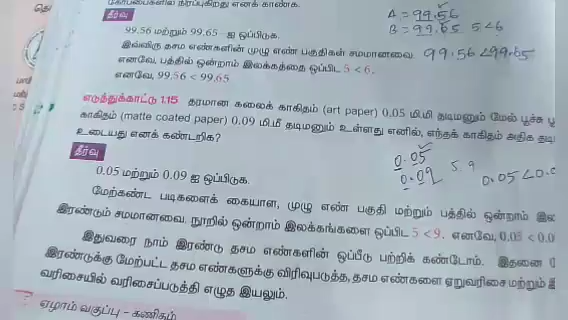 கோப்பைகளில் நிரப்புகிறது எனக் காண்க.
தீர்வு
99.56 மற்றும் 99.65 -ஐ ஒப்பிடுக.
இவ்விரு தசம எண்களின் முழு எண் பகுதிகள் சமமானவை.
எனவே, பத்தில் ஒன்றாம் இலக்கத்தை ஒப்பிட 5 < 6.
எனவே, 99.56 < 99.65
A = 99.56
B = 99.65 5<6
99.56<99.65
எடுத்துக்காட்டு 1.15 தரமான கலைக் காகிதம் (art paper) 0.05 மி.மி தடிமனும் மேல் பூச்சு
காகிதம் (matte coated paper) 0.09 மி.மீ தடிமனும் உள்ளது எனில், எந்தக் காகிதம் அதிக
உடையது எனக் கண்டறிக?
தீர்வு
0.05 மற்றும் 0.09 ஐ ஒப்பிடுக.
0.05
0.09
5. 9
0.05<0.0
மேற்கண்ட படிகளைக் கையாள, முழு எண் பகுதி மற்றும் பத்தில் ஒன்றாம்
இரண்டும் சமமானவை. நூறில் ஒன்றாம் இலக்கங்களை ஒப்பிட 5 < 9. எனவே, 0.05 < 0.0
இதுவரை நாம் இரண்டு தசம எண்களின் ஒப்பீடு பற்றிக் கண்டோம். இதனை
இரண்டுக்கு மேற்பட்ட தசம எண்களுக்கு விரிவுபடுத்த, தசம எண்களை ஏறுவரிசை மற்றும்
வரிசையில் வரிசைப்படுத்தி எழுத இயலும்.
ஏழாம் வகுப்பு - கணிதம்